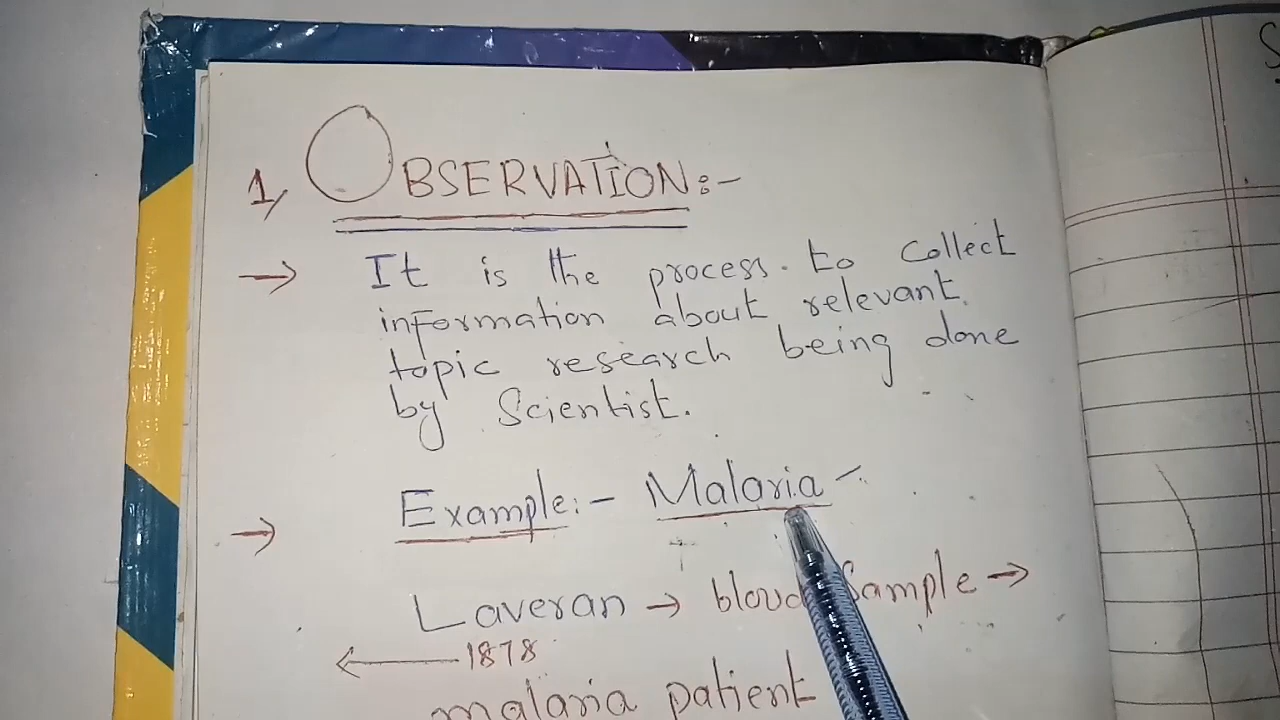 1, OBSERVATION:-
→ It is the process. to collect
information about relevant.
topic research being done
by Scientist.
→ Example:- Malaria -
Laveran → blood Sample →
← 1878
malaria patient